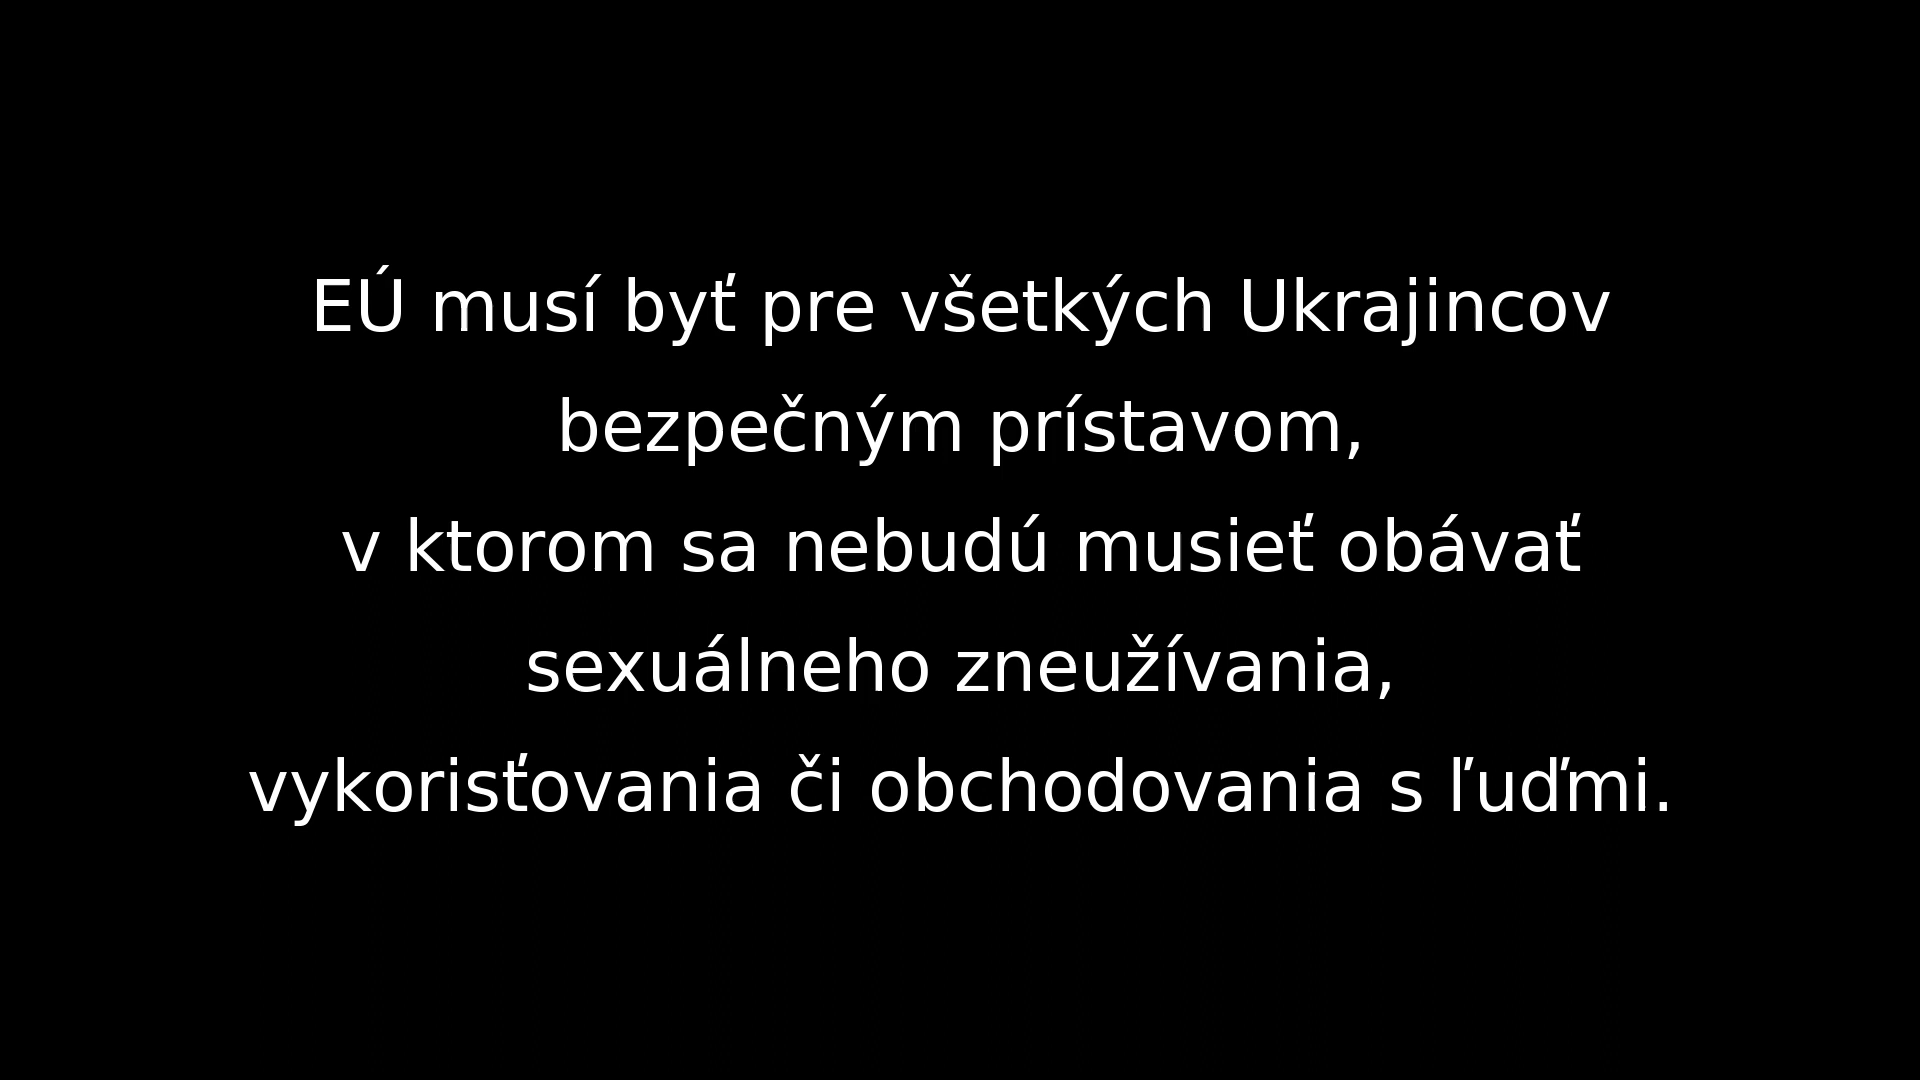 EÚ musí byť pre všetkých Ukrajincov
bezpečným prístavom,
v ktorom sa nebudú musieť obávať
sexuálneho zneužívania,
vykorisťovania či obchodovania s ľuďmi.